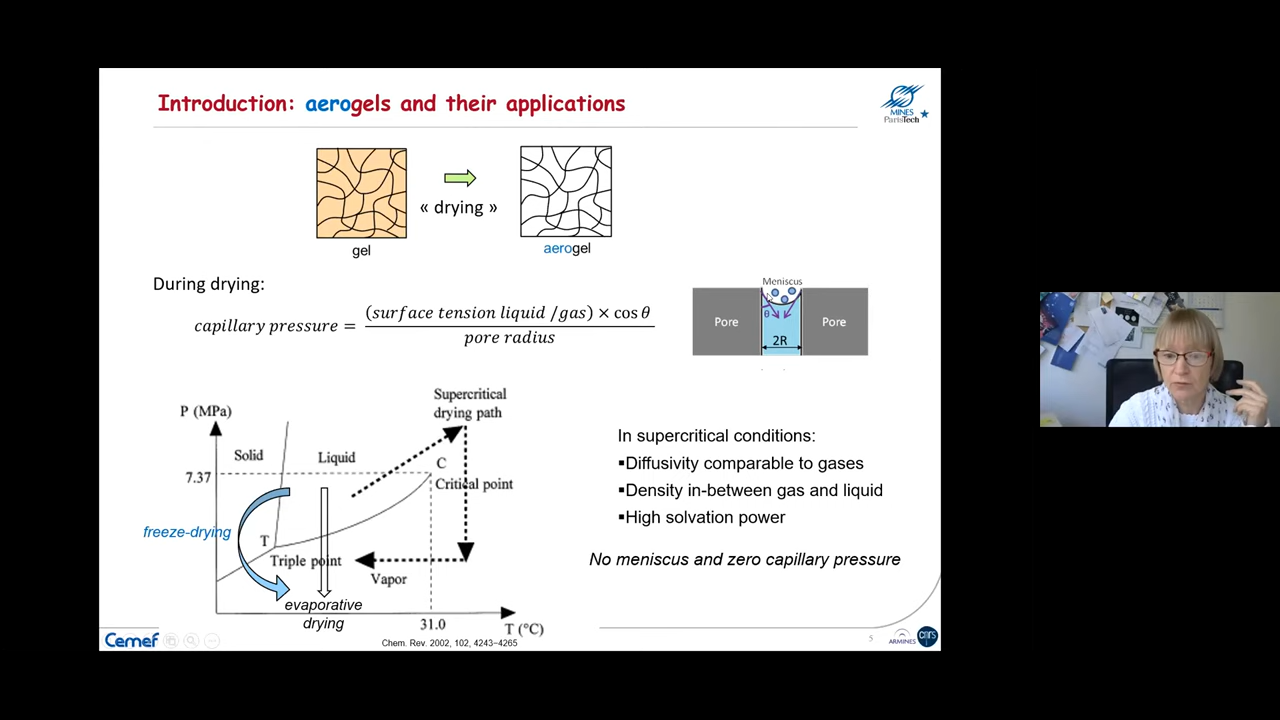 Introduction: aerogels and their applications
MINES
ParisTech
« drying »
gel
aerogel
During drying:
capillary pressure = (surface tension liquid /gas) × cos θ
pore radius
Meniscus
θ
Pore
Pore
2R
P (MPa)
Supercritical
drying path
Solid
Liquid
C
7.37
Critical point
freeze-drying
T
Triple point
Vapor
evaporative
drying
31.0
T (°C)
Chem. Rev. 2002, 102, 4243–4265
In supercritical conditions:
▪Diffusivity comparable to gases
▪Density in-between gas and liquid
▪High solvation power
No meniscus and zero capillary pressure
Cemef
5
ARMINES
cnrs